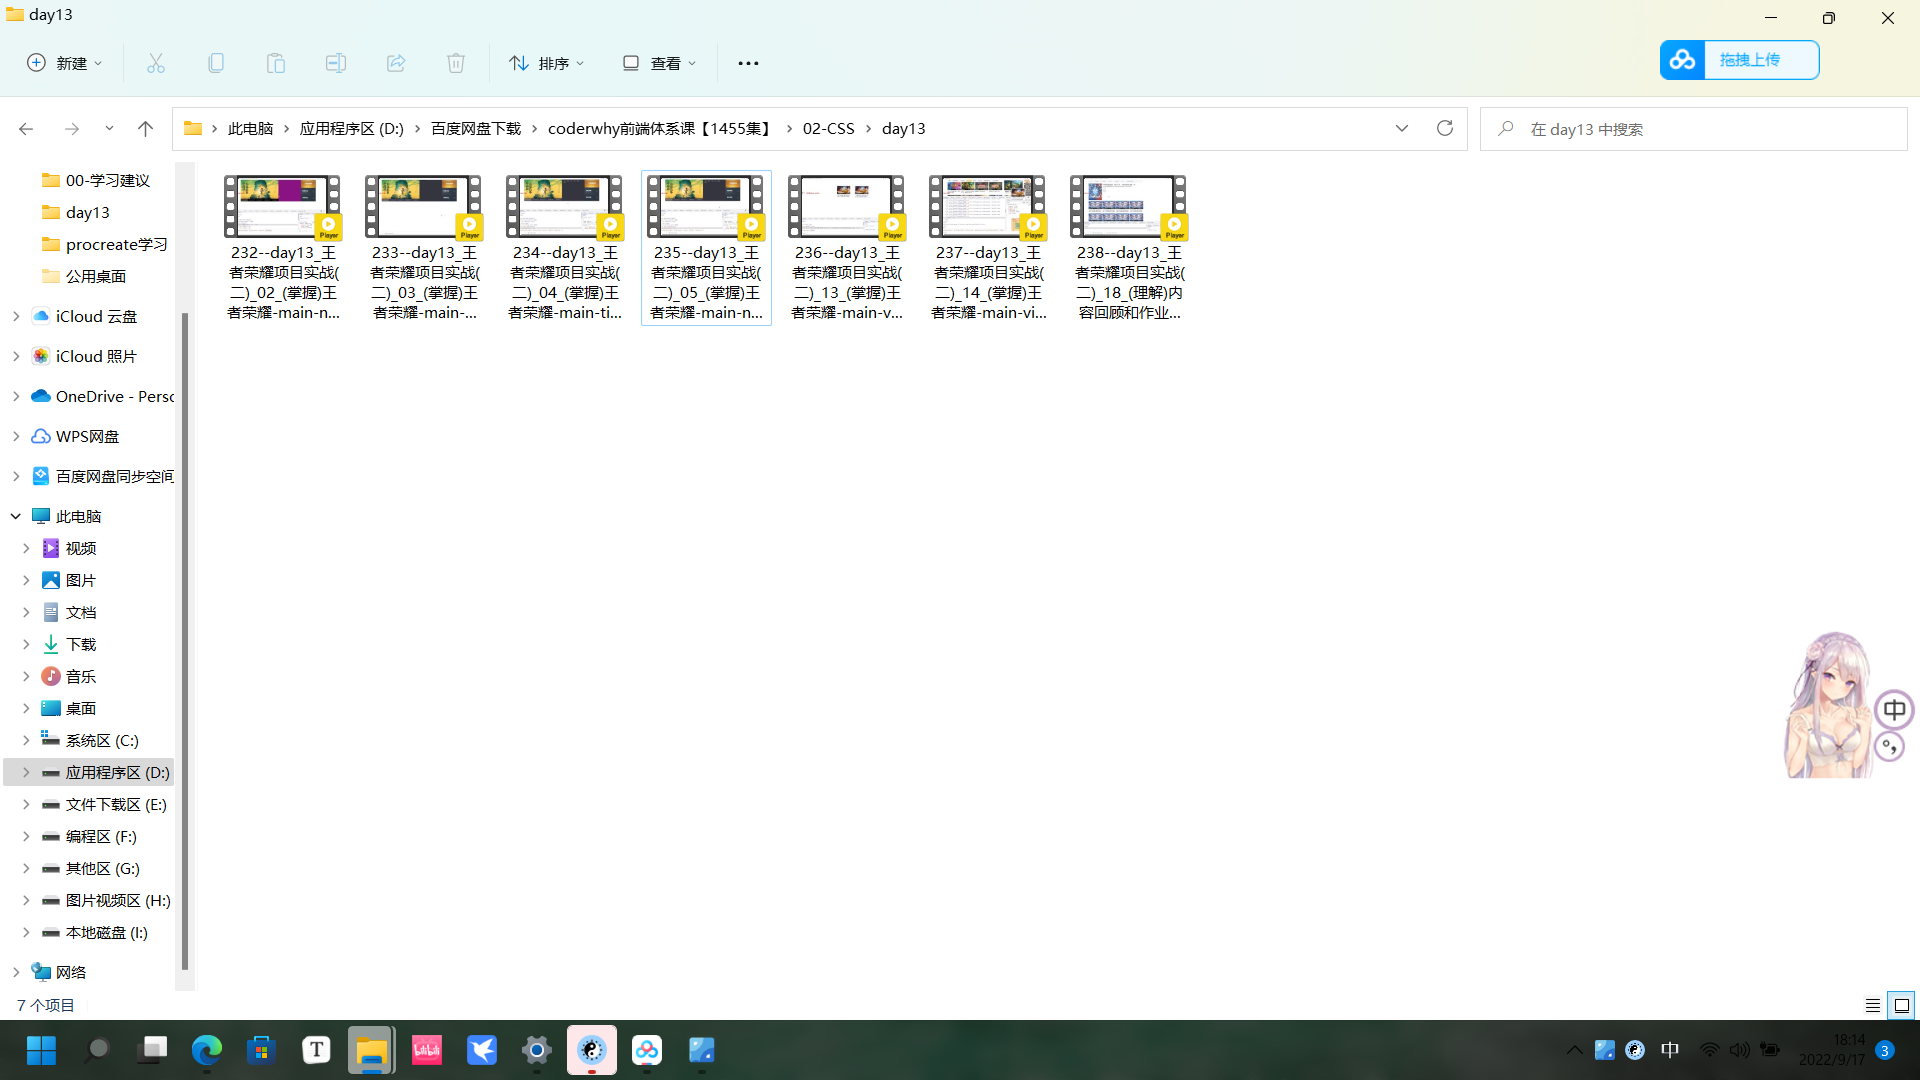 day13
新建
排序
查看
拖拽上传
此电脑
应用程序区 (D:)
百度网盘下载
coderwhy前端体系课【1455集】
02-CSS
day13
在 day13 中搜索
00-学习建议
day13
procreate学习
公用桌面
iCloud 云盘
iCloud 照片
OneDrive - Perso
WPS网盘
百度网盘同步空间
此电脑
视频
图片
文档
下载
音乐
桌面
系统区 (C:)
应用程序区 (D:)
文件下载区 (E:)
编程区 (F:)
其他区 (G:)
图片视频区 (H:)
本地磁盘 (I:)
网络
Player
232--day13_王
者荣耀项目实战(
二)_02_(掌握)王
者荣耀-main-n...
Player
233--day13_王
者荣耀项目实战(
二)_03_(掌握)王
者荣耀-main-...
Player
234--day13_王
者荣耀项目实战(
二)_04_(掌握)王
者荣耀-main-ti...
Player
235--day13_王
者荣耀项目实战(
二)_05_(掌握)王
者荣耀-main-n...
Player
236--day13_王
者荣耀项目实战(
二)_13_(掌握)王
者荣耀-main-v...
Player
237--day13_王
者荣耀项目实战(
二)_14_(掌握)王
者荣耀-main-vi...
Player
238--day13_王
者荣耀项目实战(
二)_18_(理解)内
容回顾和作业...
中
°,
7 个项目
T
bilibili
中
18:14
2022/9/17
3